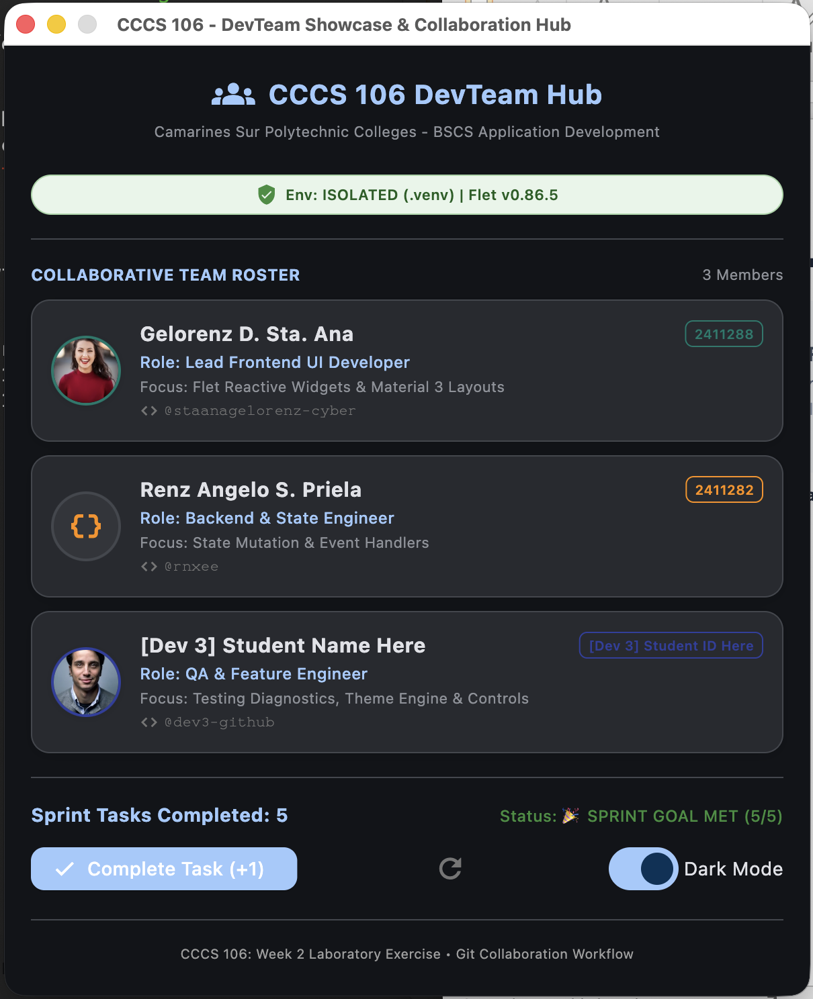 CCCS 106 - DevTeam Showcase & Collaboration Hub
CCCS 106 DevTeam Hub
Camarines Sur Polytechnic Colleges - BSCS Application Development
Env: ISOLATED (.venv) | Flet v0.86.5
COLLABORATIVE TEAM ROSTER
3 Members
Gelorenz D. Sta. Ana
2411288
Role: Lead Frontend UI Developer
Focus: Flet Reactive Widgets & Material 3 Layouts
<> @staanagelorenz-cyber
Renz Angelo S. Priela
2411282
Role: Backend & State Engineer
Focus: State Mutation & Event Handlers
<> @rnxee
[Dev 3] Student Name Here
[Dev 3] Student ID Here
Role: QA & Feature Engineer
Focus: Testing Diagnostics, Theme Engine & Controls
<> @dev3-github
Sprint Tasks Completed: 5
Status: 🎉 SPRINT GOAL MET (5/5)
Complete Task (+1)
Dark Mode
CCCS 106: Week 2 Laboratory Exercise • Git Collaboration Workflow